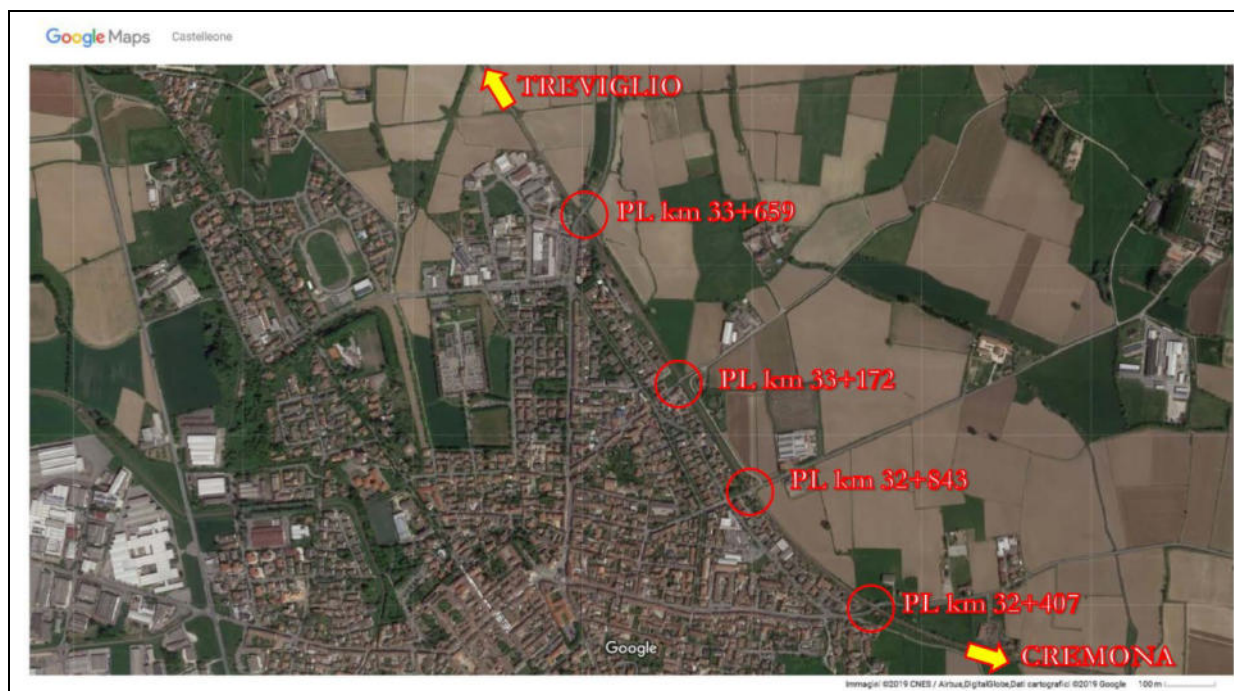 Google Maps Castelleone
TREVIGLIO
PL km 33+659
PL km 33+172
PL km 32+843
PL km 32+407
Google
CREMONA
Immagini ©2019 CNES / Airbus,DigitalGlobe,Dati cartografici ©2019 Google 100 m